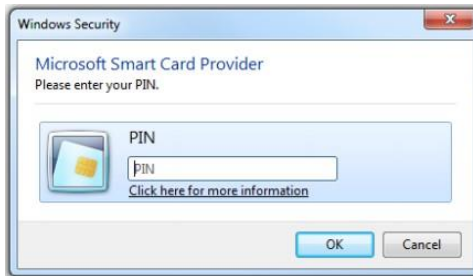 Windows Security
Microsoft Smart Card Provider
Please enter your PIN.
PIN
PIN
Click here for more information
OK
Cancel